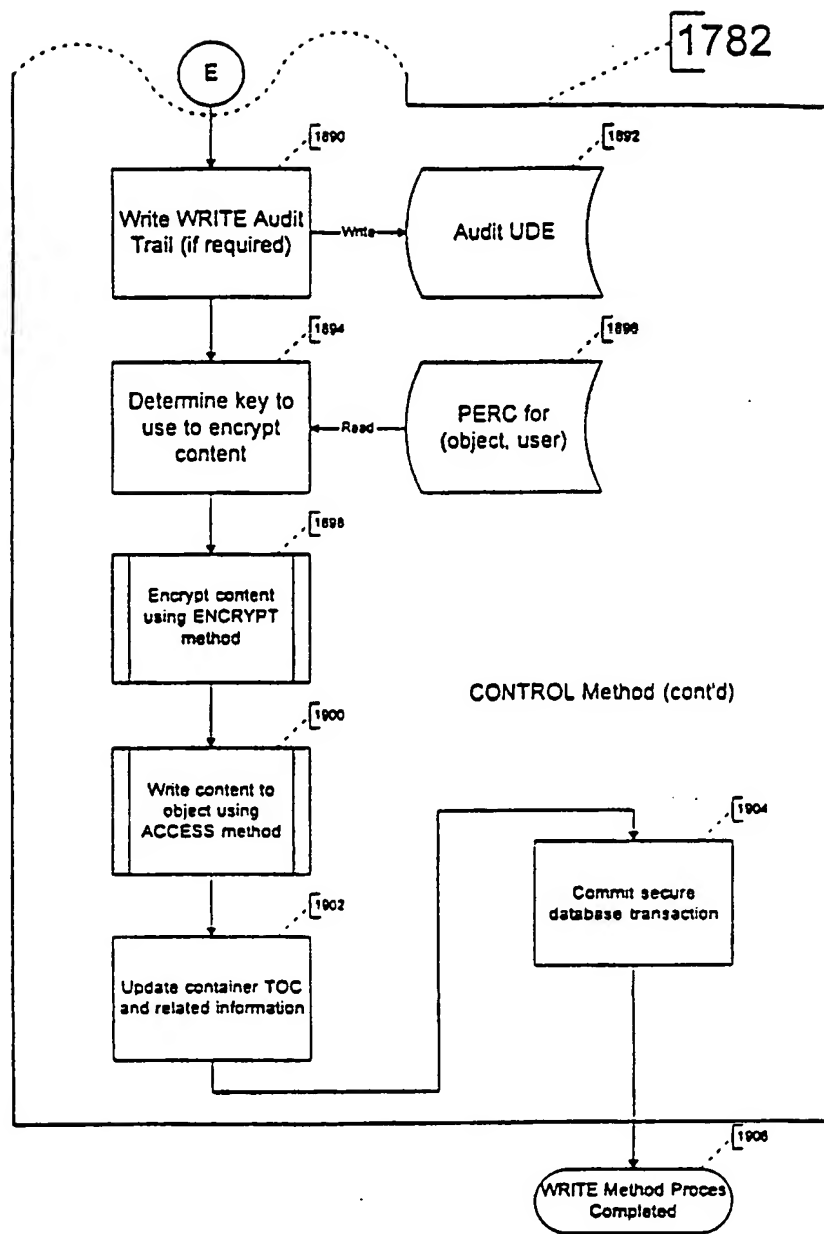 1782
E
1890
1892
Write WRITE Audit
Trail (if required)
Write
Audit UDE
1894
1896
Determine key to
use to encrypt
content
Read
PERC for
(object, user)
1898
Encrypt content
using ENCRYPT
method
CONTROL Method (cont'd)
1900
Write content to
object using
ACCESS method
1904
Commit secure
database transaction
1902
Update container TOC
and related information
1906
WRITE Method Proces
Completed